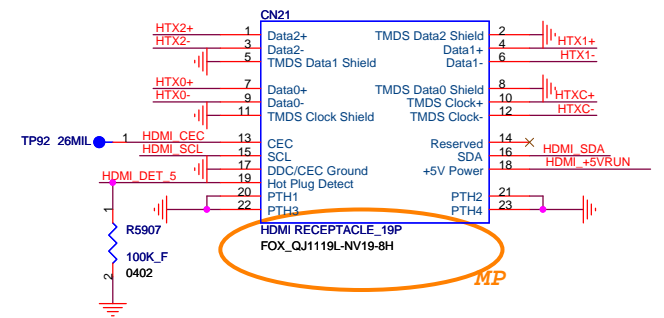 CN21
HTX2+ 1 Data2+ TMDS Data2 Shield 2
HTX2- 3 Data2- Data1+ 4 HTX1+
5 TMDS Data1 Shield Data1- 6 HTX1-
HTX0+ 7 Data0+ TMDS Data0 Shield 8
HTX0- 9 Data0- TMDS Clock+ 10 HTXC+
11 TMDS Clock Shield TMDS Clock- 12 HTXC-
TP92 26MIL 1 HDMI_CEC 13 CEC Reserved 14
HDMI_SCL 15 SCL SDA 16 HDMI_SDA
17 DDC/CEC Ground +5V Power 18 HDMI_+5VRUN
HDMI_DET_5 19 Hot Plug Detect
20 PTH1 PTH2 21
22 PTH3 PTH4 23
HDMI RECEPTACLE_19P
FOX_QJ1119L-NV19-8H
MP
1
R5907
100K_F
0402
2